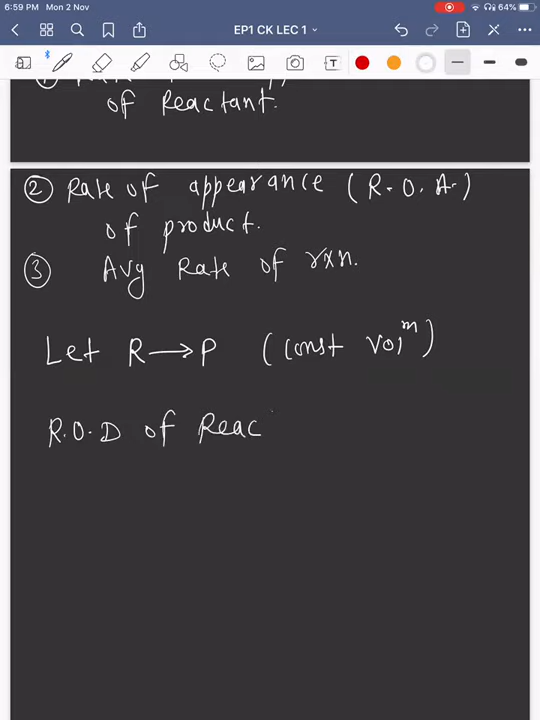 6:59 PM Mon 2 Nov 64%
EP1 CK LEC 1
T
of Reactant.
② Rate of appearance (R.O.A.)
of product.
③ Avg Rate of rxn.
Let R → P (const volᵐ)
R.O.D of Reac